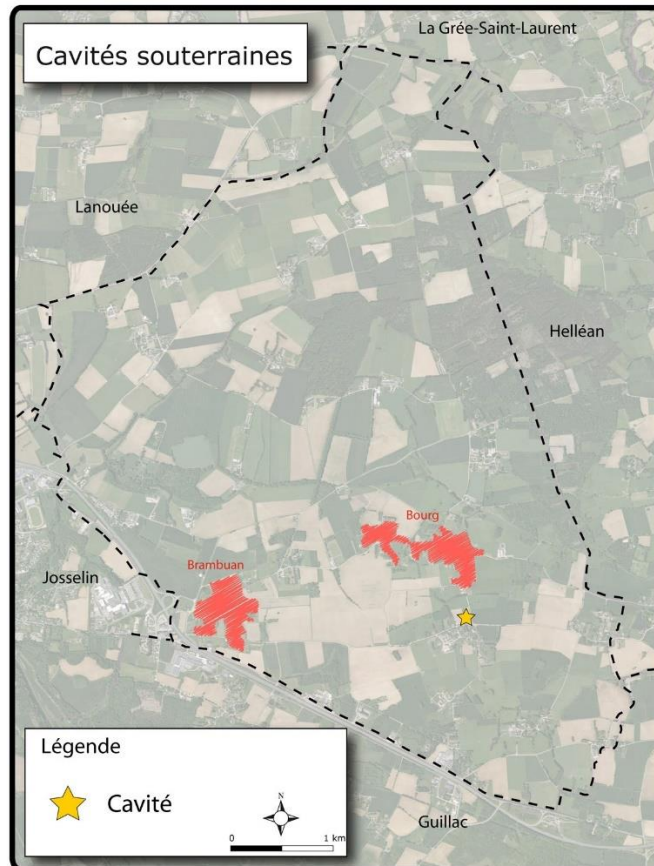 La Grée-Saint-Laurent
Cavités souterraines
Lanouée
Helléan
Bourg
Josselin
Brambuan
Légende
Cavité
N
0 1 km
Guillac